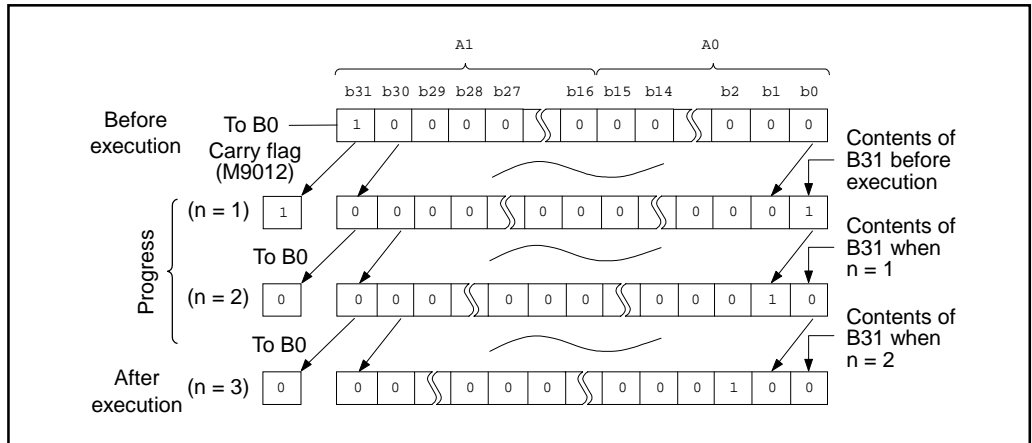 A1 A0
b31 b30 b29 b28 b27 b16 b15 b14 b2 b1 b0
Before
execution
To B0
1 0 0 0 0 0 0 0 0 0 0
Carry flag
(M9012)
Contents of
B31 before
execution
Progress
(n = 1)
1
0 0 0 0 0 0 0 0 0 0 1
To B0
Contents of
B31 when
n = 1
(n = 2)
0
0 0 0 0 0 0 0 0 0 1 0
To B0
Contents of
B31 when
n = 2
After
execution
(n = 3)
0
0 0 0 0 0 0 0 0 1 0 0